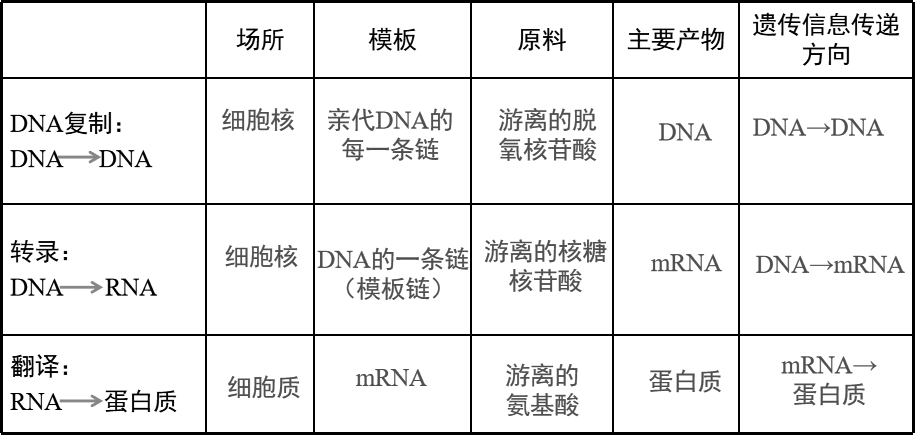 场所
模板
原料
主要产物
遗传信息传递
方向
DNA复制：
DNA→DNA
细胞核
亲代DNA的
每一条链
游离的脱
氧核苷酸
DNA
DNA→DNA
转录：
DNA→RNA
细胞核
DNA的一条链
（模板链）
游离的核糖
核苷酸
mRNA
DNA→mRNA
翻译：
RNA→蛋白质
细胞质
mRNA
游离的
氨基酸
蛋白质
mRNA→
蛋白质